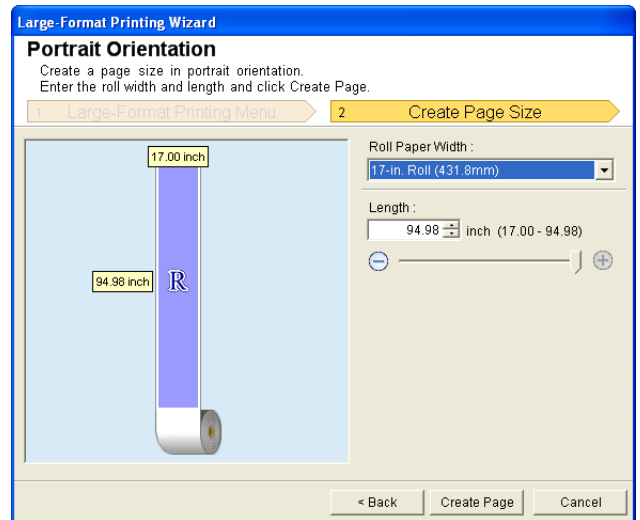 Large-Format Printing Wizard
Portrait Orientation
Create a page size in portrait orientation.
Enter the roll width and length and click Create Page.
1 Large-Format Printing Menu 2 Create Page Size
17.00 inch
94.98 inch
R
Roll Paper Width :
17-in. Roll (431.8mm)
Length :
94.98 inch (17.00 - 94.98)
< Back Create Page Cancel